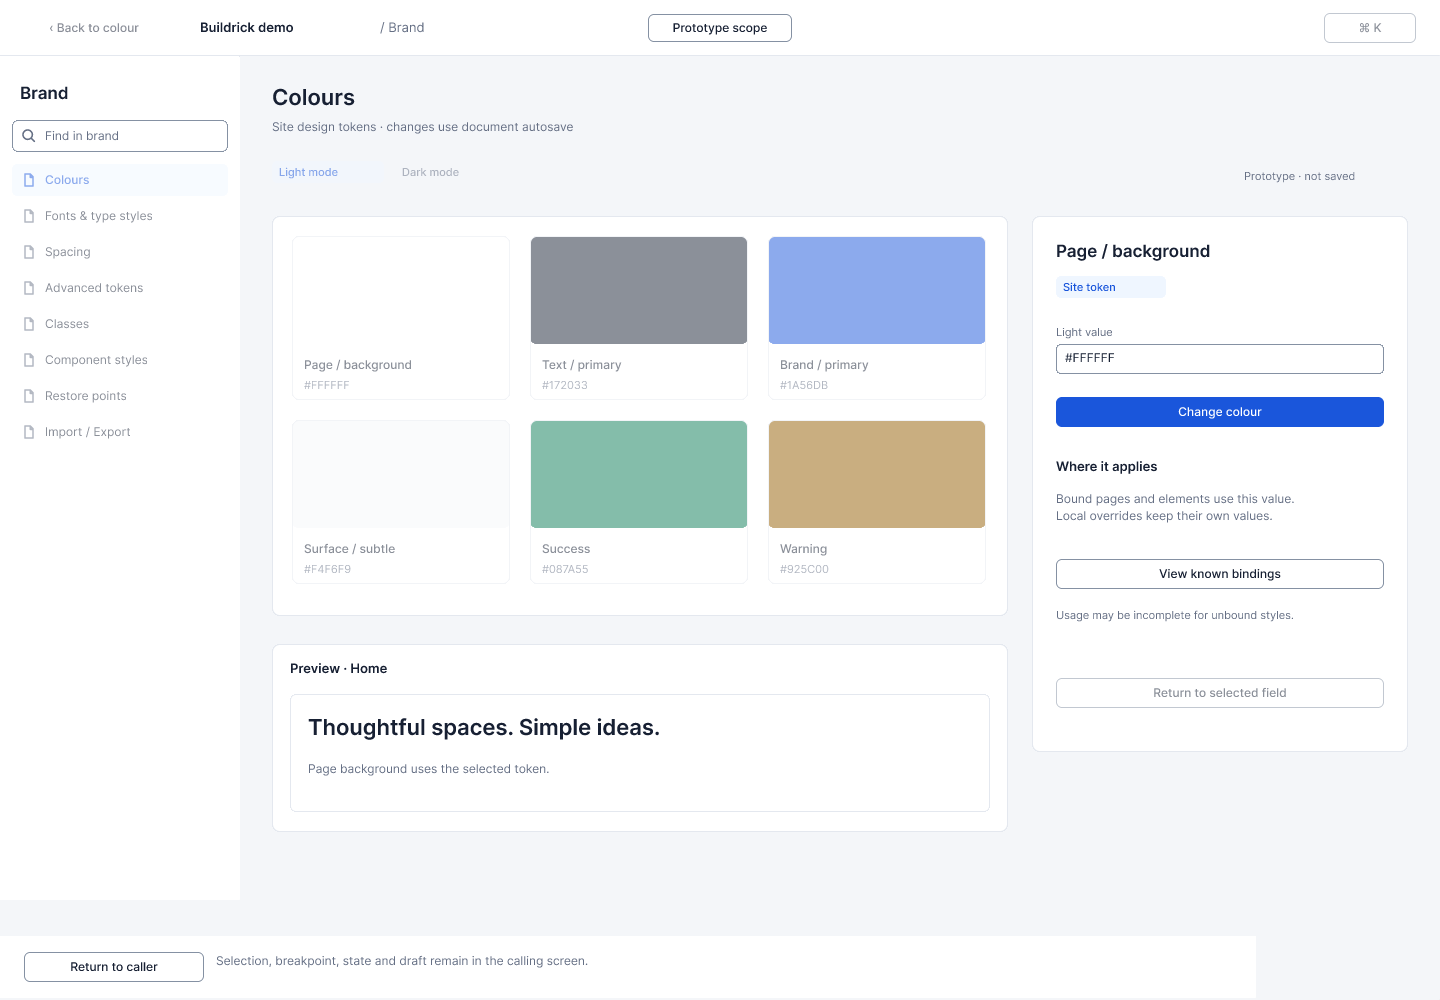 ‹ Back to colour
Buildrick demo
/ Brand
Prototype scope
⌘ K
Brand
Find in brand
Colours
Fonts & type styles
Spacing
Advanced tokens
Classes
Component styles
Restore points
Import / Export
Colours
Site design tokens · changes use document autosave
Light mode
Dark mode
Prototype · not saved
Page / background
#FFFFFF
Text / primary
#172033
Brand / primary
#1A56DB
Surface / subtle
#F4F6F9
Success
#087A55
Warning
#925C00
Preview · Home
Thoughtful spaces. Simple ideas.
Page background uses the selected token.
Page / background
Site token
Light value
#FFFFFF
Change colour
Where it applies
Bound pages and elements use this value.
Local overrides keep their own values.
View known bindings
Usage may be incomplete for unbound styles.
Return to selected field
Return to caller
Selection, breakpoint, state and draft remain in the calling screen.